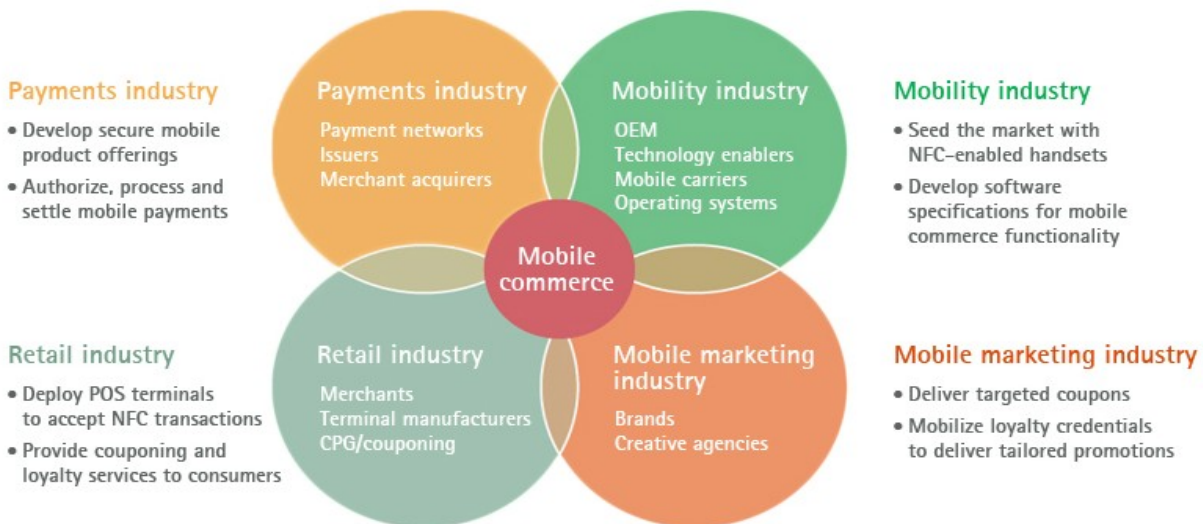 Payments industry
• Develop secure mobile
product offerings
• Authorize, process and
settle mobile payments
Payments industry
Payment networks
Issuers
Merchant acquirers
Mobility industry
OEM
Technology enablers
Mobile carriers
Operating systems
Mobility industry
• Seed the market with
NFC-enabled handsets
• Develop software
specifications for mobile
commerce functionality
Mobile
commerce
Retail industry
• Deploy POS terminals
to accept NFC transactions
• Provide couponing and
loyalty services to consumers
Retail industry
Merchants
Terminal manufacturers
CPG/couponing
Mobile marketing
industry
Brands
Creative agencies
Mobile marketing industry
• Deliver targeted coupons
• Mobilize loyalty credentials
to deliver tailored promotions